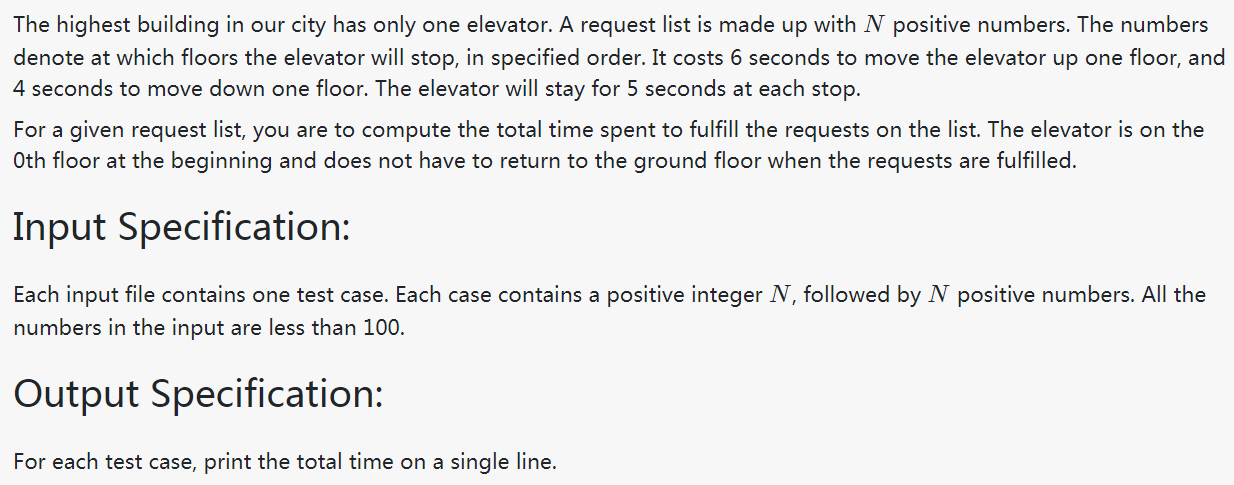 The highest building in our city has only one elevator. A request list is made up with N positive numbers. The numbers
denote at which floors the elevator will stop, in specified order. It costs 6 seconds to move the elevator up one floor, and
4 seconds to move down one floor. The elevator will stay for 5 seconds at each stop.
For a given request list, you are to compute the total time spent to fulfill the requests on the list. The elevator is on the
0th floor at the beginning and does not have to return to the ground floor when the requests are fulfilled.
Input Specification:
Each input file contains one test case. Each case contains a positive integer N, followed by N positive numbers. All the
numbers in the input are less than 100.
Output Specification:
For each test case, print the total time on a single line.